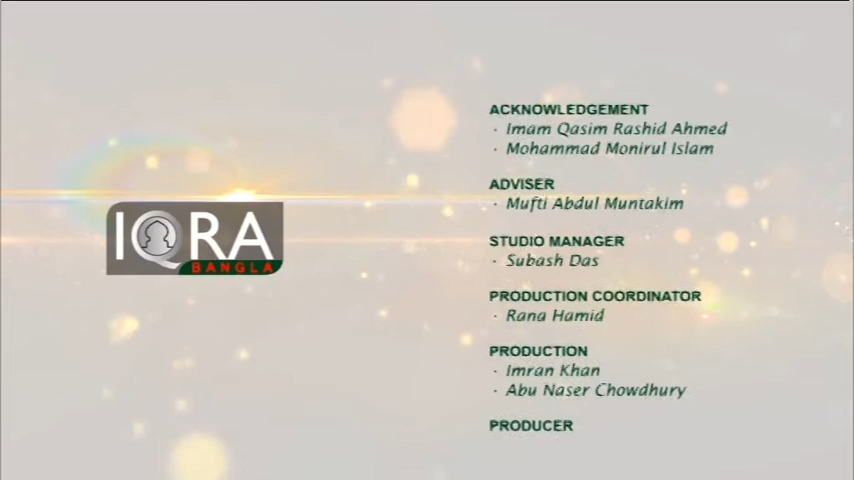 IQRA
BANGLA
ACKNOWLEDGEMENT
· Imam Qasim Rashid Ahmed
· Mohammad Monirul Islam
ADVISER
· Mufti Abdul Muntakim
STUDIO MANAGER
· Subash Das
PRODUCTION COORDINATOR
· Rana Hamid
PRODUCTION
· Imran Khan
· Abu Naser Chowdhury
PRODUCER